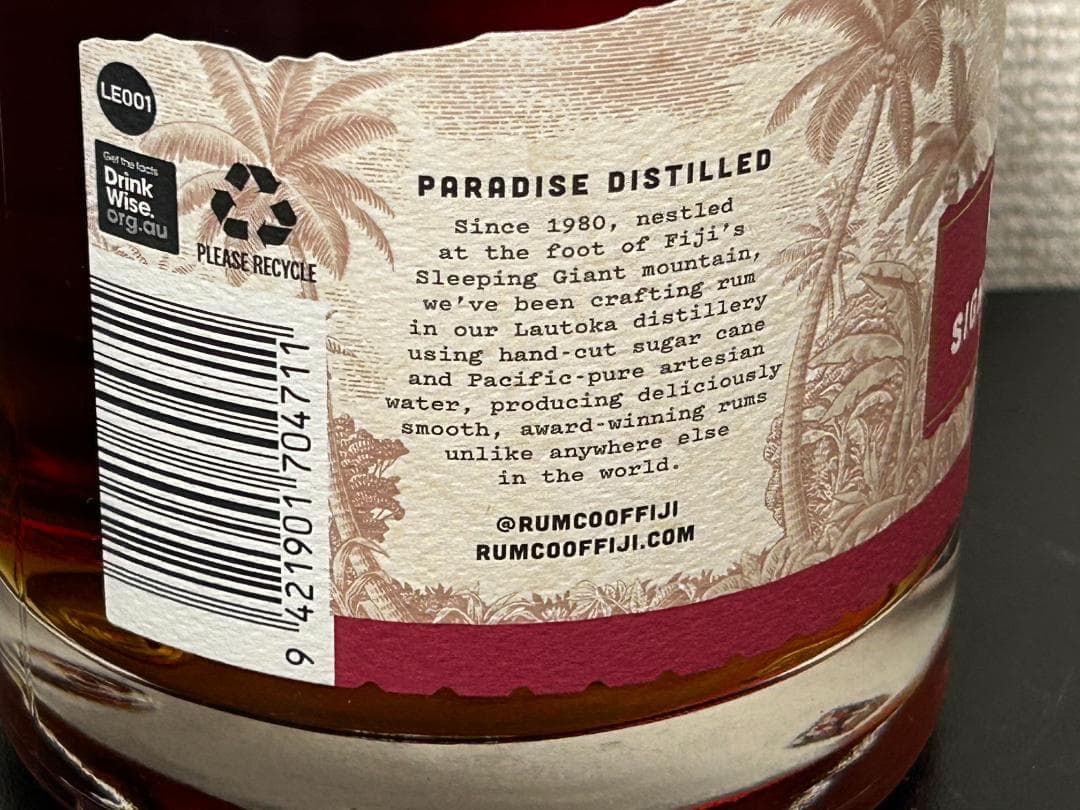 LE001
Get the facts
Drink
Wise.
org.au
PLEASE RECYCLE
9 421901 704711
PARADISE DISTILLED
Since 1980, nestled
at the foot of Fiji's
Sleeping Giant mountain,
we've been crafting rum
in our Lautoka distillery
using hand-cut sugar cane
and Pacific-pure artesian
water, producing deliciously
smooth, award-winning rums
unlike anywhere else
in the world.
@RUMCOOFFIJI
RUMCOOFFIJI.COM